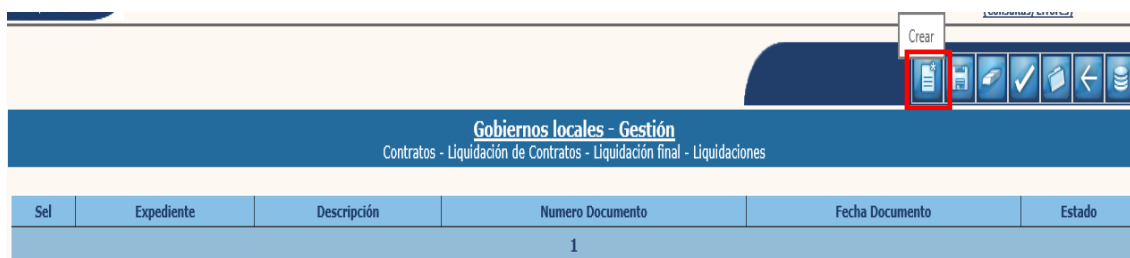 Crear
Gobiernos locales - Gestión
Contratos - Liquidación de Contratos - Liquidación final - Liquidaciones
Sel Expediente Descripción Numero Documento Fecha Documento Estado
1